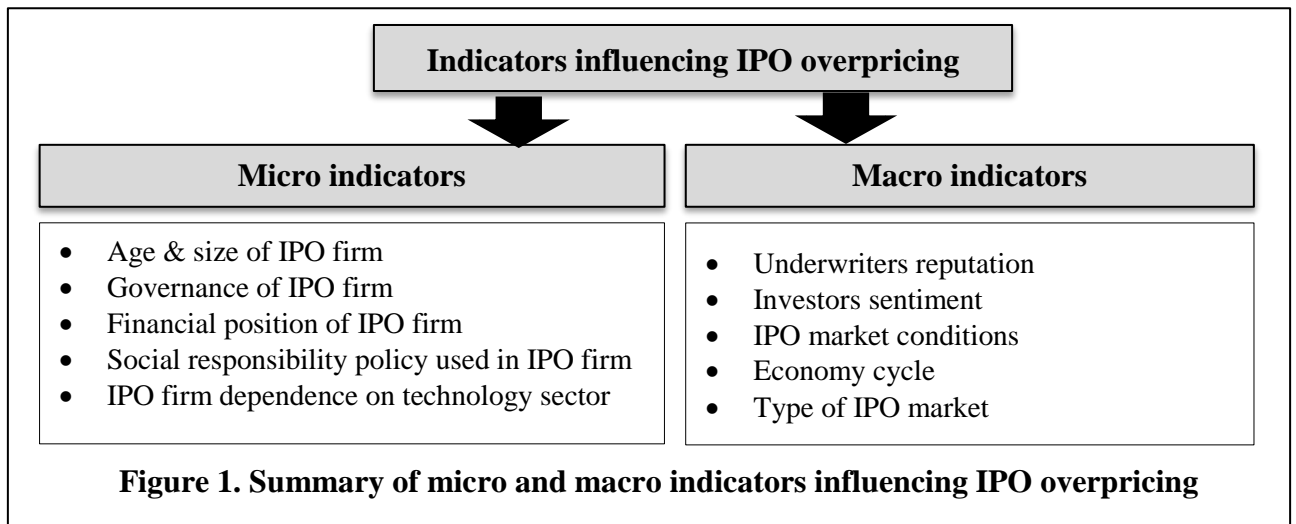 Indicators influencing IPO overpricing
Micro indicators
• Age & size of IPO firm
• Governance of IPO firm
• Financial position of IPO firm
• Social responsibility policy used in IPO firm
• IPO firm dependence on technology sector
Macro indicators
• Underwriters reputation
• Investors sentiment
• IPO market conditions
• Economy cycle
• Type of IPO market
Figure 1. Summary of micro and macro indicators influencing IPO overpricing